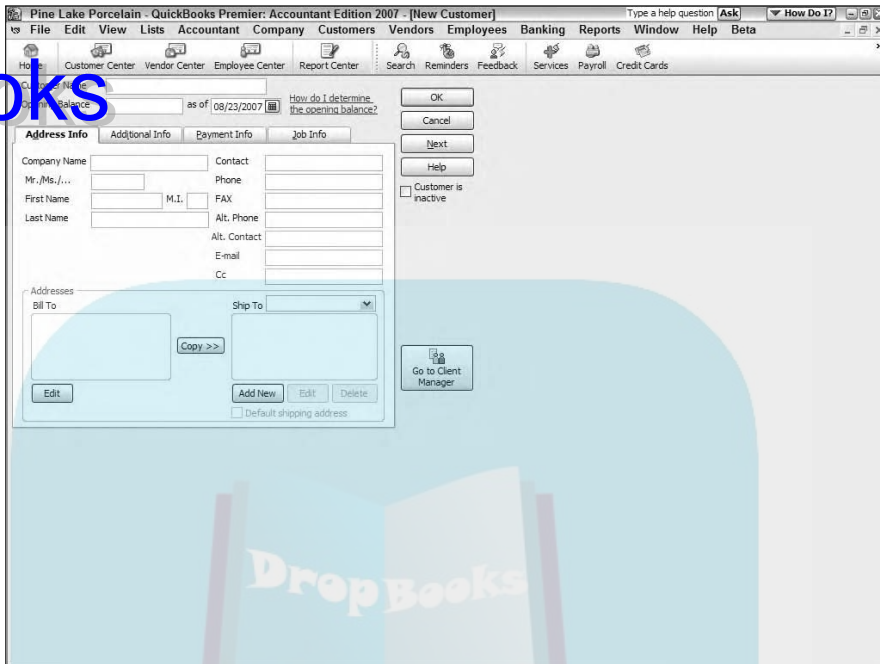 Pine Lake Porcelain - QuickBooks Premier: Accountant Edition 2007 - [New Customer]
Type a help question Ask How Do I?
File Edit View Lists Accountant Company Customers Vendors Employees Banking Reports Window Help Beta
Home Customer Center Vendor Center Employee Center Report Center Search Reminders Feedback Services Payroll Credit Cards
oks
Customer Name
Opening Balance as of 08/23/2007 How do I determine the opening balance?
OK
Cancel
Next
Help
Customer is inactive
Address Info Additional Info Payment Info Job Info
Company Name Contact
Mr./Ms./... Phone
First Name M.I. FAX
Last Name Alt. Phone
Alt. Contact
E-mail
Cc
Addresses
Bill To Ship To
Copy >>
Edit Add New Edit Delete
Default shipping address
Go to Client Manager
DropBooks